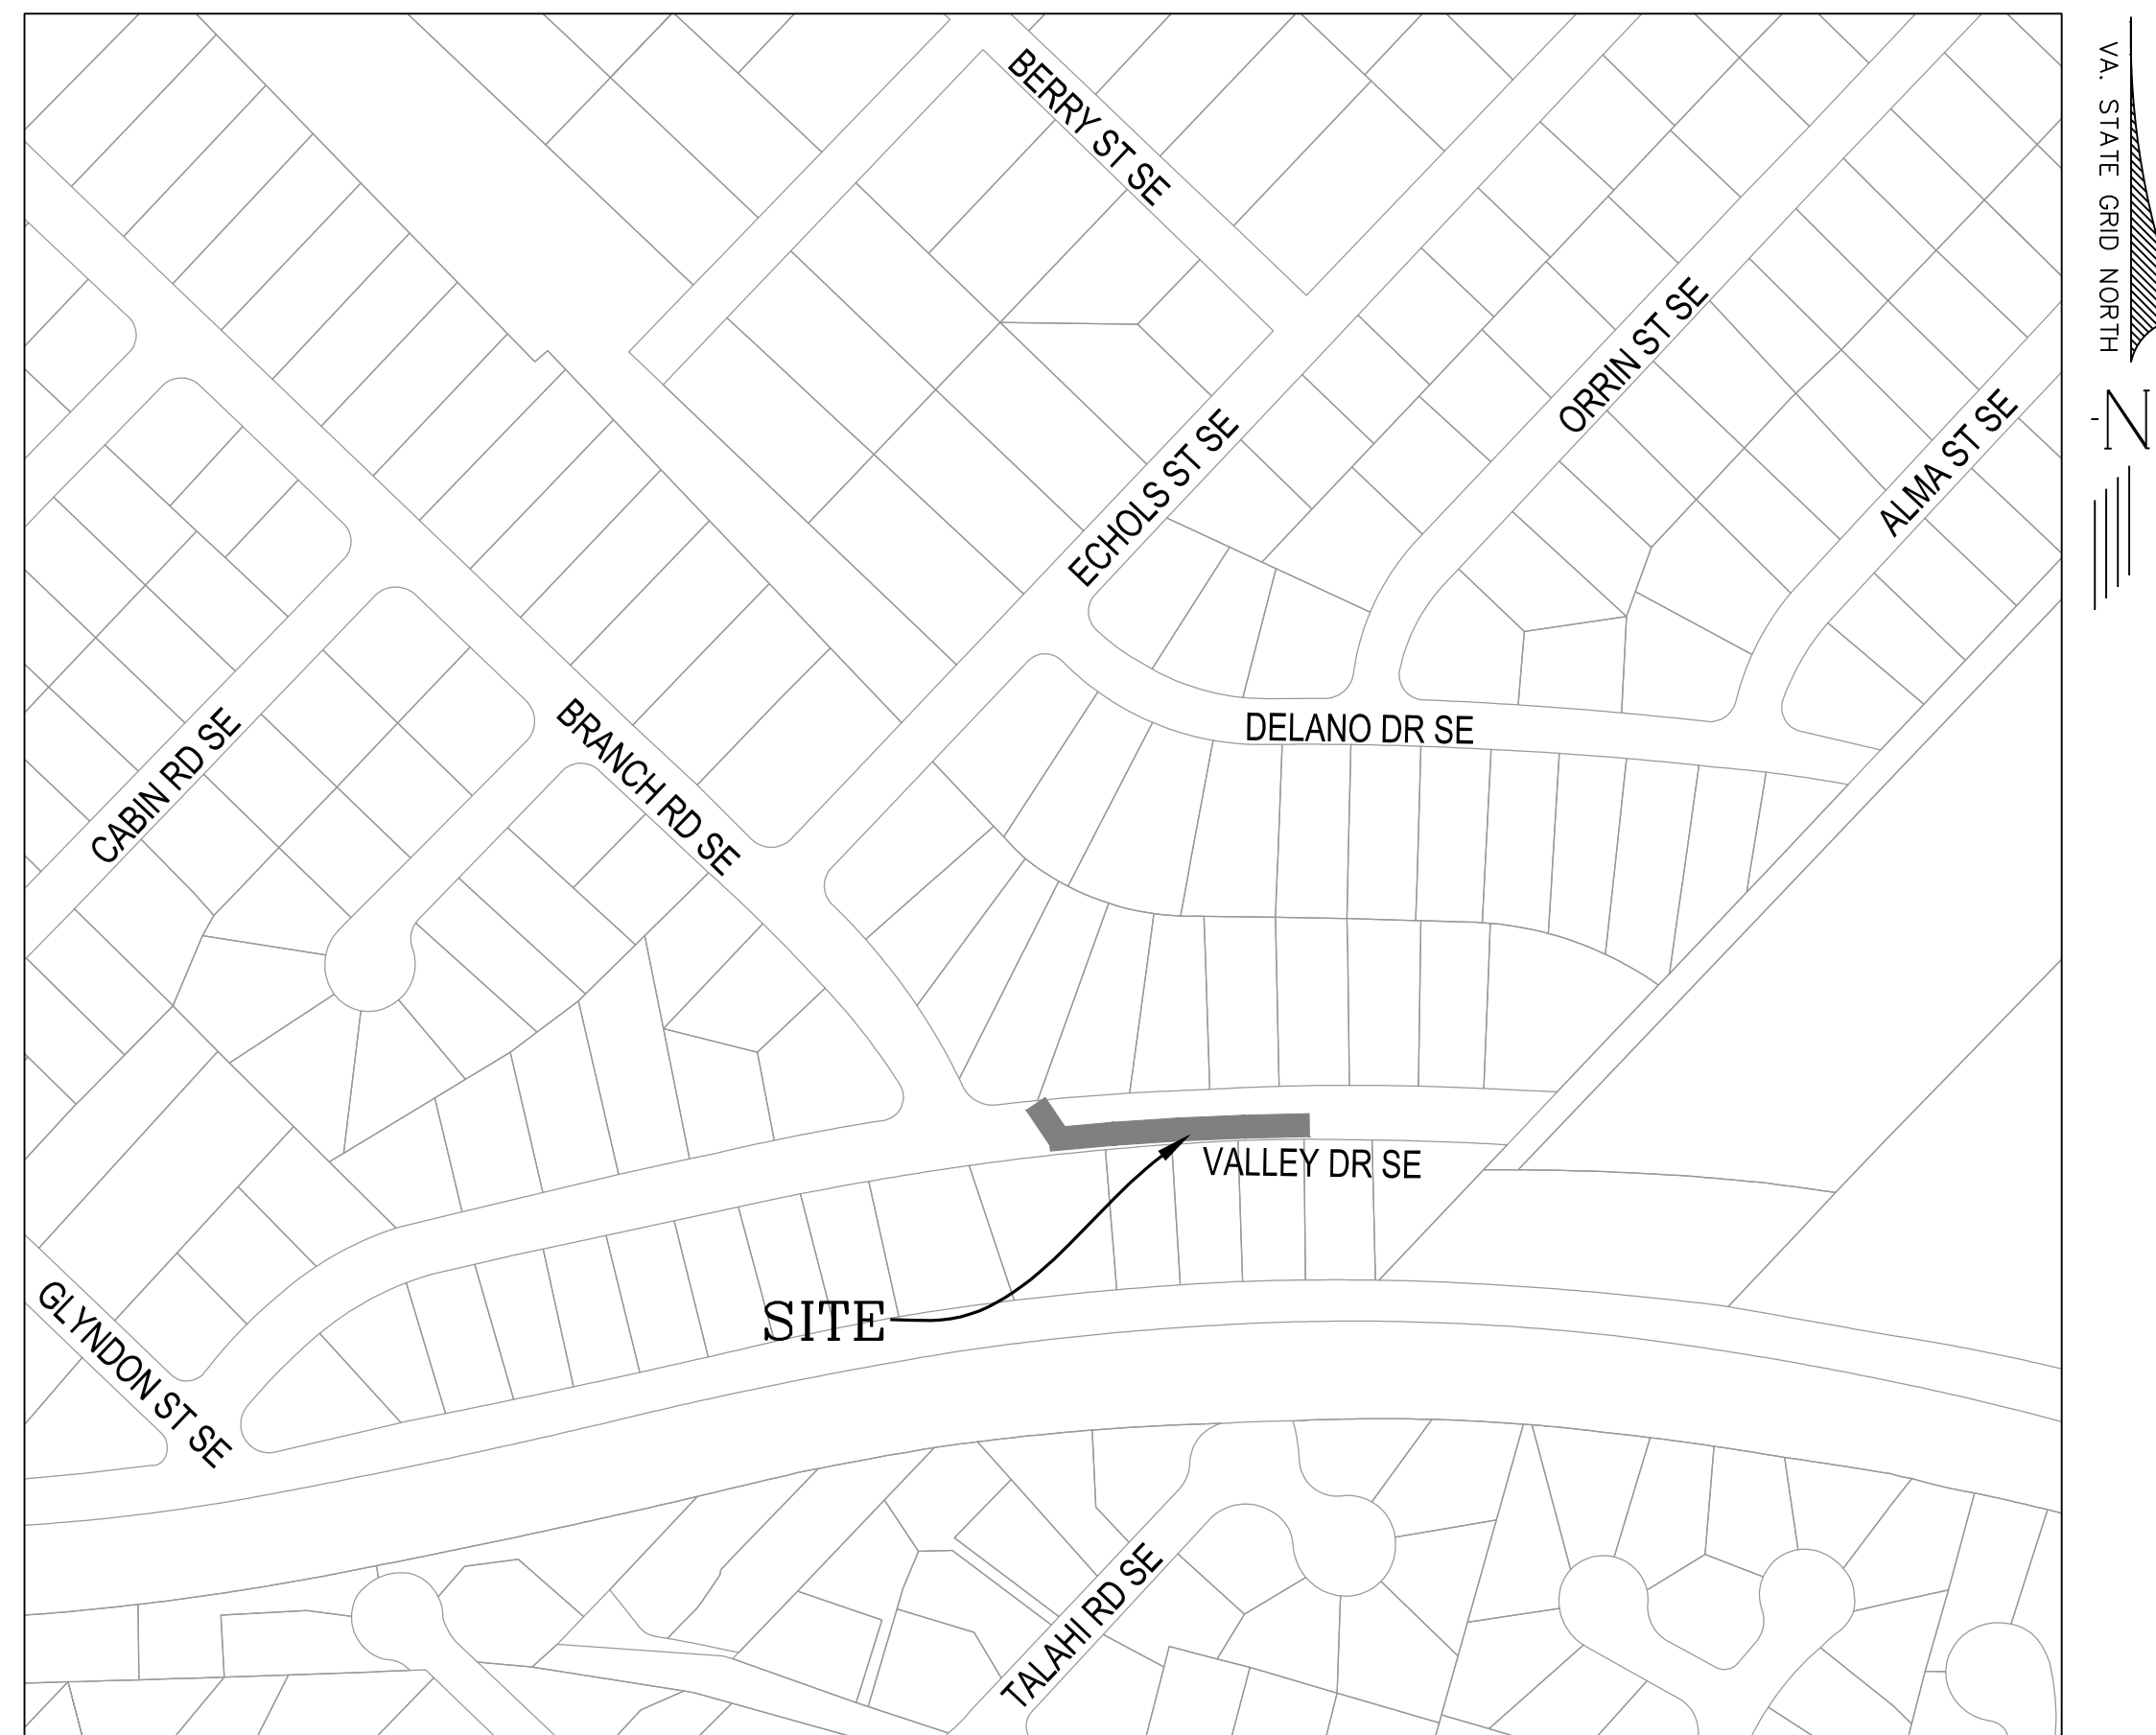 BERRY ST SE
VA. STATE GRID NORTH
N
ORRIN ST SE
ALMA ST SE
ECHOLS ST SE
CABIN RD SE
BRANCH RD SE
DELANO DR SE
VALLEY DR SE
SITE
GLYNDON ST SE
TALAHI RD SE